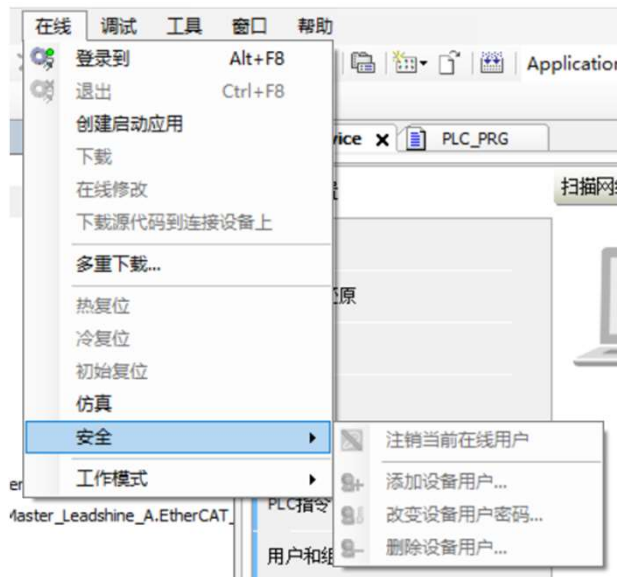 在线 调试 工具 窗口 帮助
登录到 Alt+F8
Application
退出 Ctrl+F8
创建启动应用
下载
PLC_PRG
在线修改
扫描网
下载源代码到连接设备上
多重下载...
热复位
还原
冷复位
初始复位
仿真
安全
注销当前在线用户
工作模式
添加设备用户...
PLC指令
Master_Leadshine_A.EtherCAT_
改变设备用户密码...
用户和组
删除设备用户...